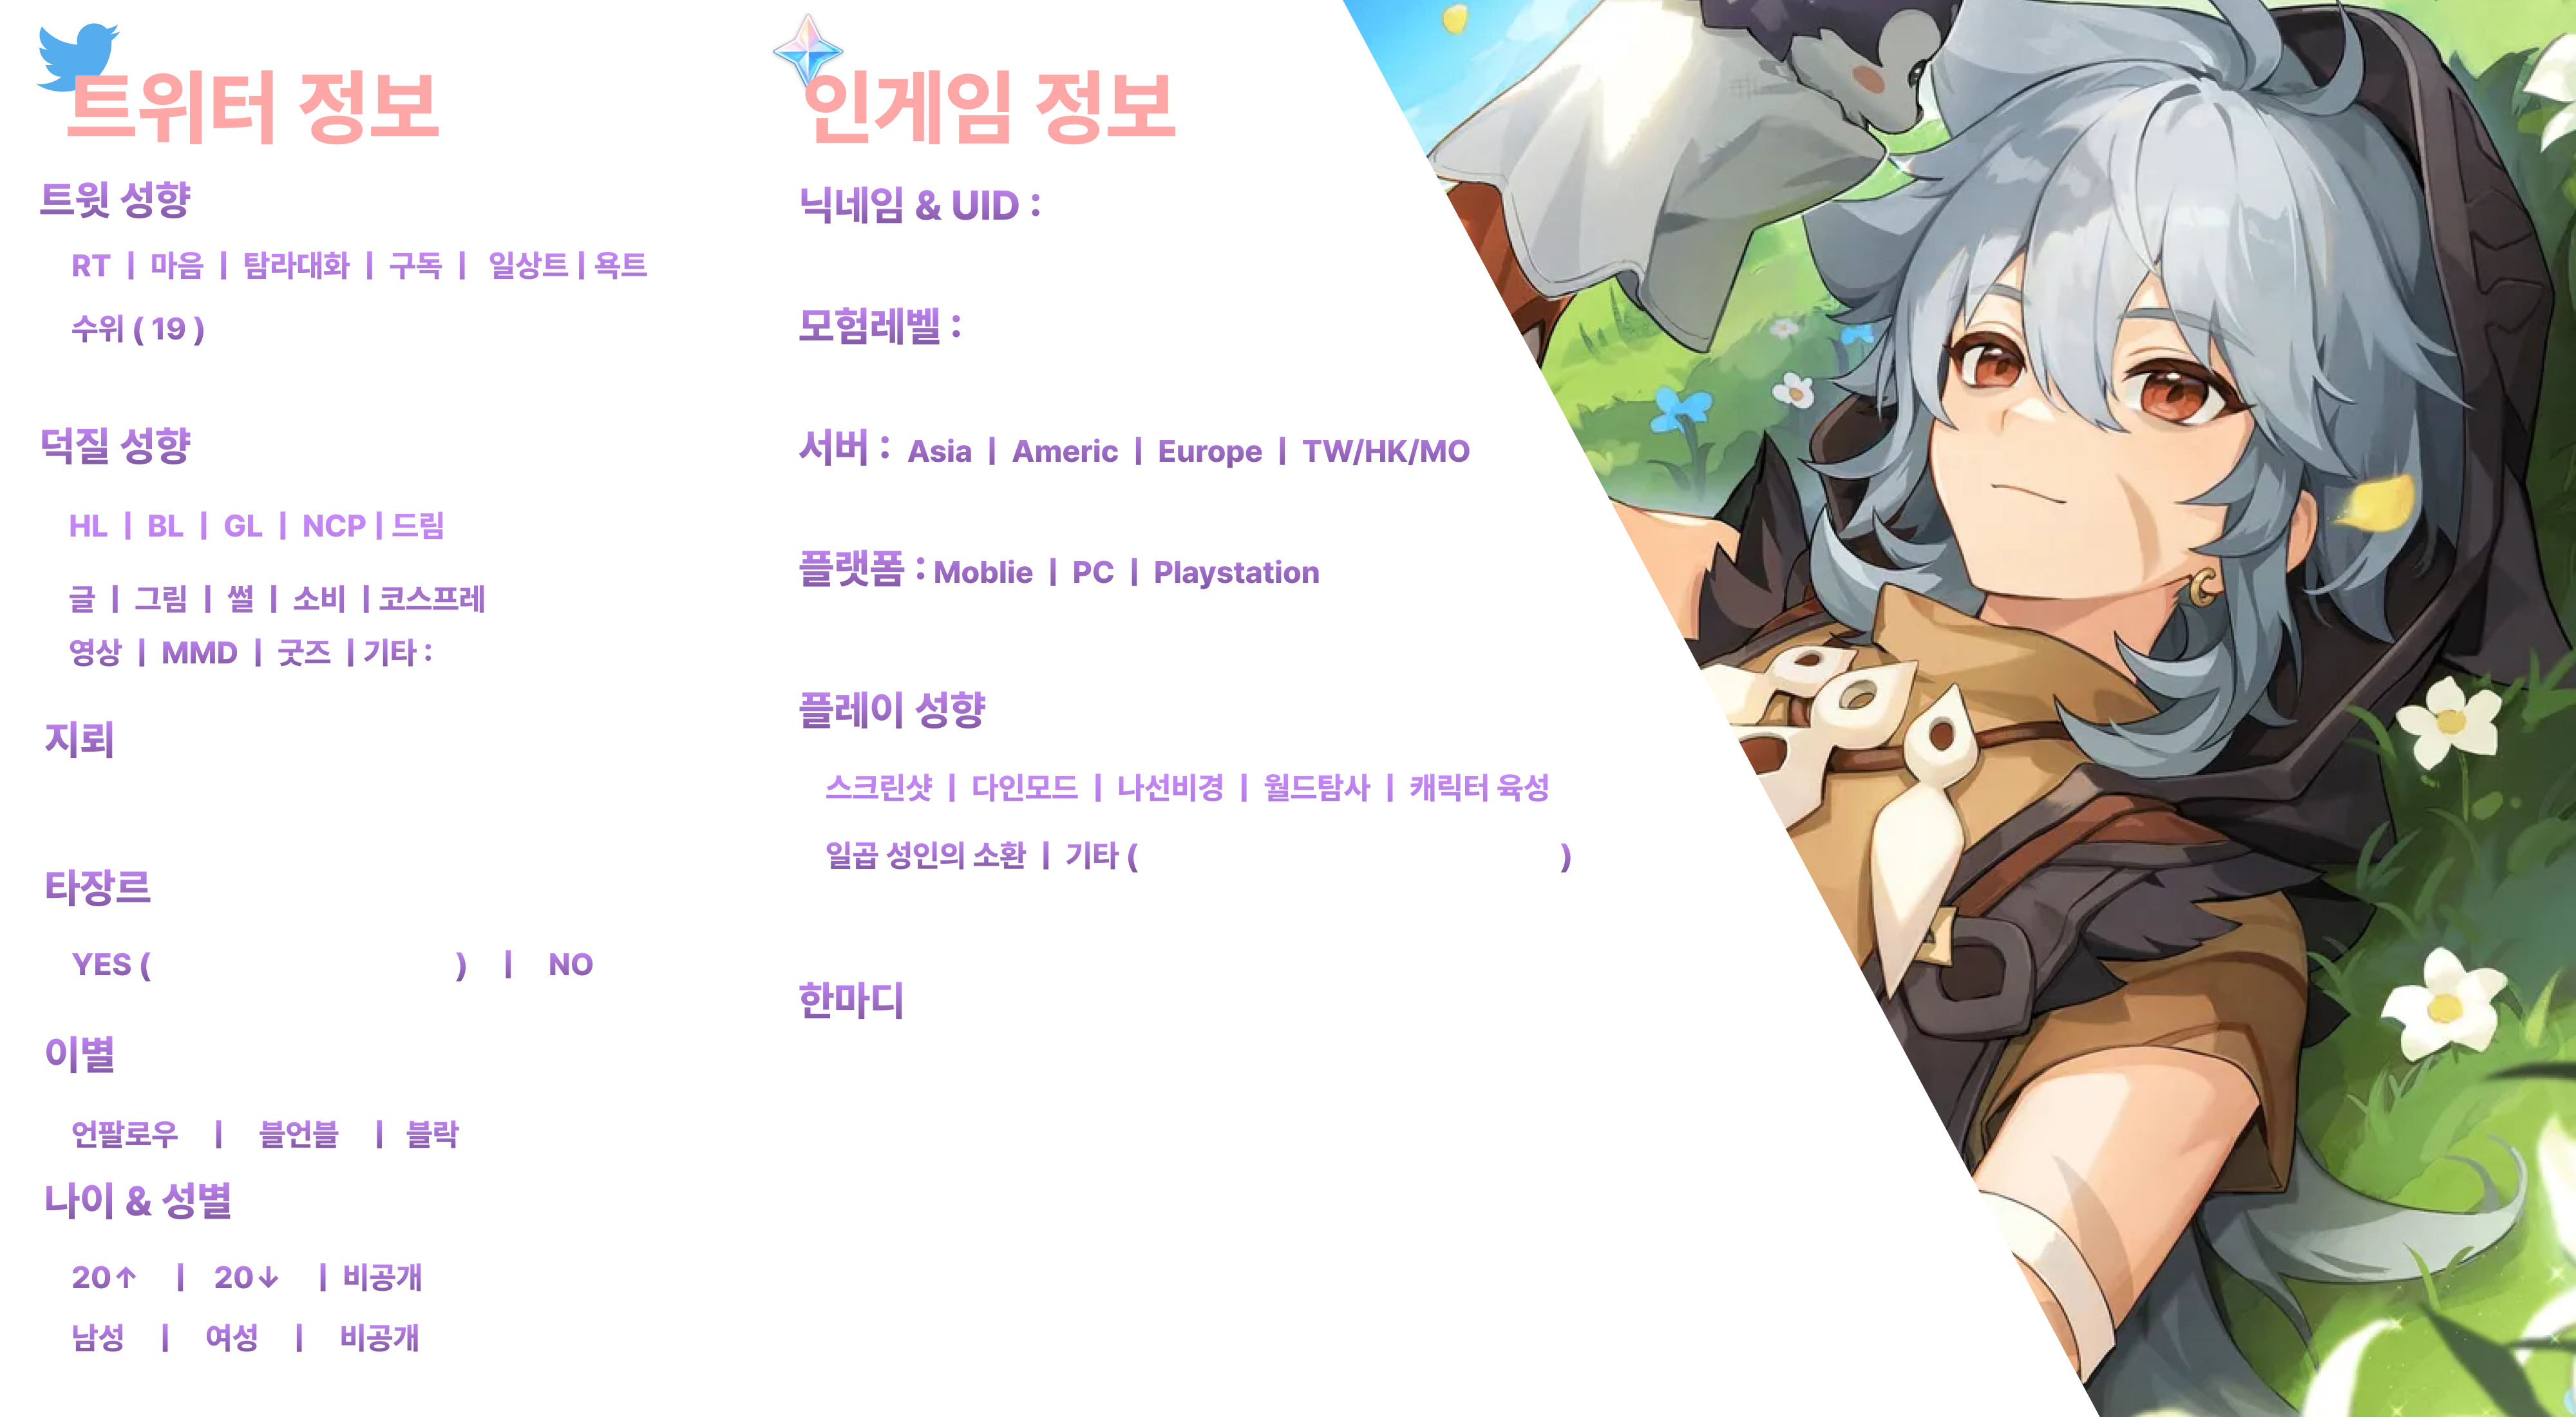 트위터 정보
트윗 성향
RT | 마음 | 탐라대화 | 구독 | 일상트 | 욕트
수위 ( 19 )
덕질 성향
HL | BL | GL | NCP | 드림
글 | 그림 | 썰 | 소비 | 코스프레
영상 | MMD | 굿즈 | 기타 :
지뢰
타장르
YES ( ) | NO
이별
언팔로우 | 블언블 | 블락
나이 & 성별
20↑ | 20↓ | 비공개
남성 | 여성 | 비공개
인게임 정보
닉네임 & UID :
모험레벨 :
서버 : Asia | Americ | Europe | TW/HK/MO
플랫폼 : Moblie | PC | Playstation
플레이 성향
스크린샷 | 다인모드 | 나선비경 | 월드탐사 | 캐릭터 육성
일곱 성인의 소환 | 기타 ( )
한마디